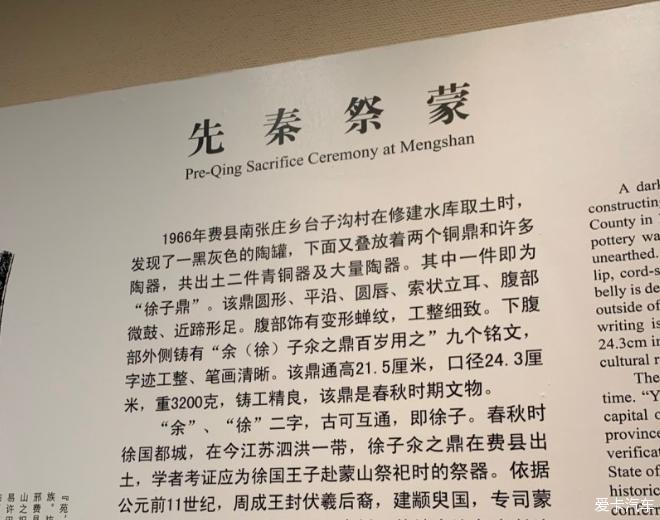 先秦祭蒙
Pre-Qing Sacrifice Ceremony at Mengshan
1966年费县南张庄乡台子沟村在修建水库取土时，
发现了一黑灰色的陶罐，下面又叠放着两个铜鼎和许多
陶器，共出土二件青铜器及大量陶器。其中一件即为
“徐子鼎”。该鼎圆形、平沿、圆唇、索状立耳、腹部
微鼓、近蹄形足。腹部饰有变形蝉纹，工整细致。下腹
部外侧铸有“余（徐）子汆之鼎百岁用之”九个铭文，
字迹工整、笔画清晰。该鼎通高21.5厘米，口径24.3厘
米，重3200克，铸工精良，该鼎是春秋时期文物。
“余”、“徐”二字，古可互通，即徐子。春秋时
徐国都城，在今江苏泗洪一带，徐子汆之鼎在费县出
土，学者考证应为徐国王子赴蒙山祭祀时的祭器。依据
公元前11世纪，周成王封伏羲后裔，建颛臾国，专司蒙
A dark
constructing
County in
pottery wa
unearthed.
lip, cord-s
belly is de
outside of
writing is
24.3cm in
cultural r
The
time. “Y
capital o
province
verificat
State of
historic
『苑，
族。
邪费县
山之
易许田
爱卡汽车